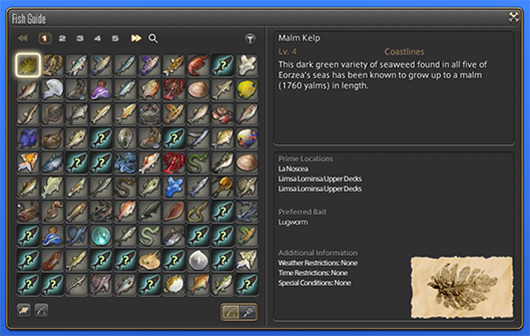 Fish Guide
1 2 3 4 5
Malm Kelp
Lv. 4 Coastlines
This dark green variety of seaweed found in all five of
Eorzea's seas has been known to grow up to a malm
(1760 yalms) in length.
Prime Locations
La Noscea
Limsa Lominsa Upper Decks
Limsa Lominsa Upper Decks
Preferred Bait
Lugworm
Additional Information
Weather Restrictions: None
Time Restrictions: None
Special Conditions: None